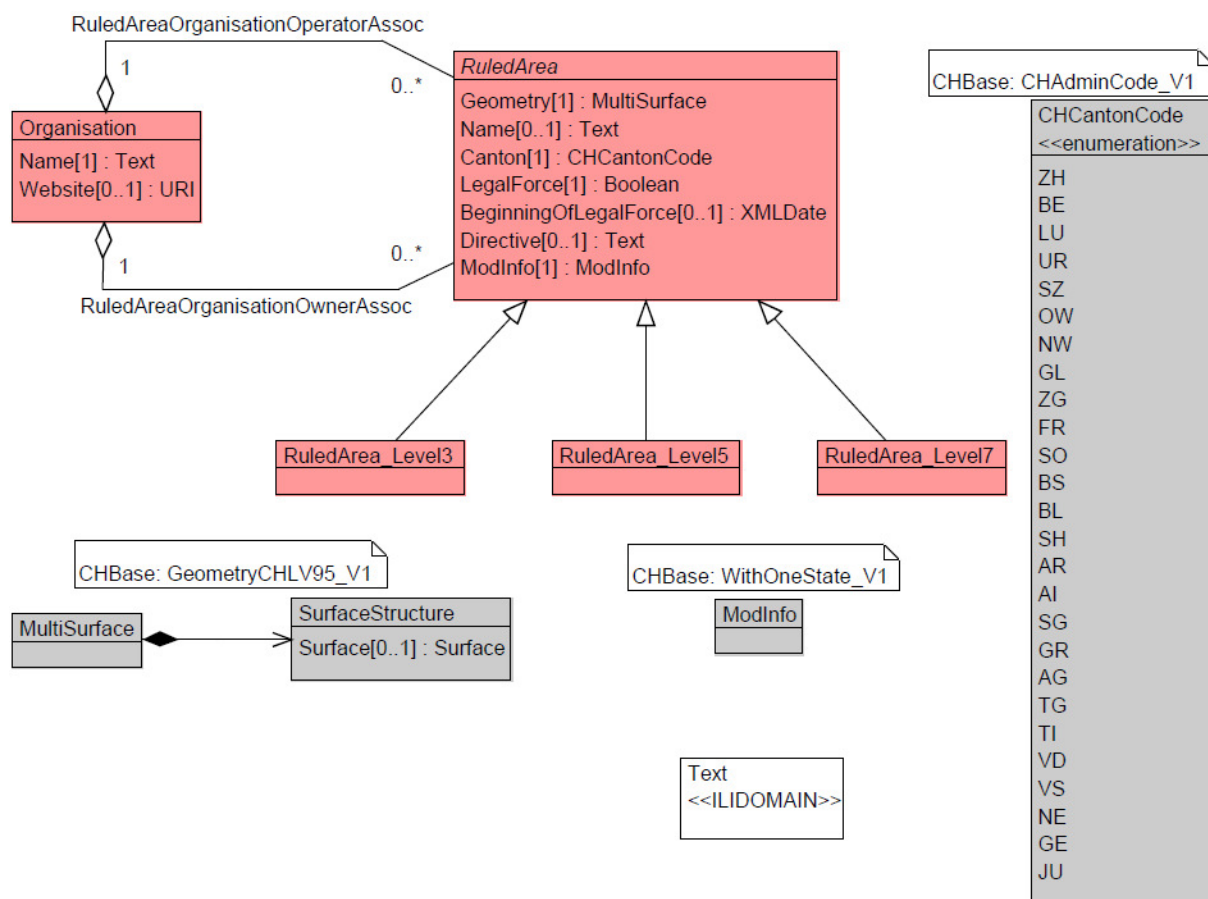 RuledAreaOrganisationOperatorAssoc
1
0..*
Organisation
Name[1] : Text
Website[0..1] : URI
1
0..*
RuledAreaOrganisationOwnerAssoc
RuledArea
Geometry[1] : MultiSurface
Name[0..1] : Text
Canton[1] : CHCantonCode
LegalForce[1] : Boolean
BeginningOfLegalForce[0..1] : XMLDate
Directive[0..1] : Text
ModInfo[1] : ModInfo
RuledArea_Level3
RuledArea_Level5
RuledArea_Level7
CHBase: GeometryCHLV95_V1
MultiSurface
SurfaceStructure
Surface[0..1] : Surface
CHBase: WithOneState_V1
ModInfo
Text
<<ILIDOMAIN>>
CHBase: CHAdminCode_V1
CHCantonCode
<<enumeration>>
ZH
BE
LU
UR
SZ
OW
NW
GL
ZG
FR
SO
BS
BL
SH
AR
AI
SG
GR
AG
TG
TI
VD
VS
NE
GE
JU